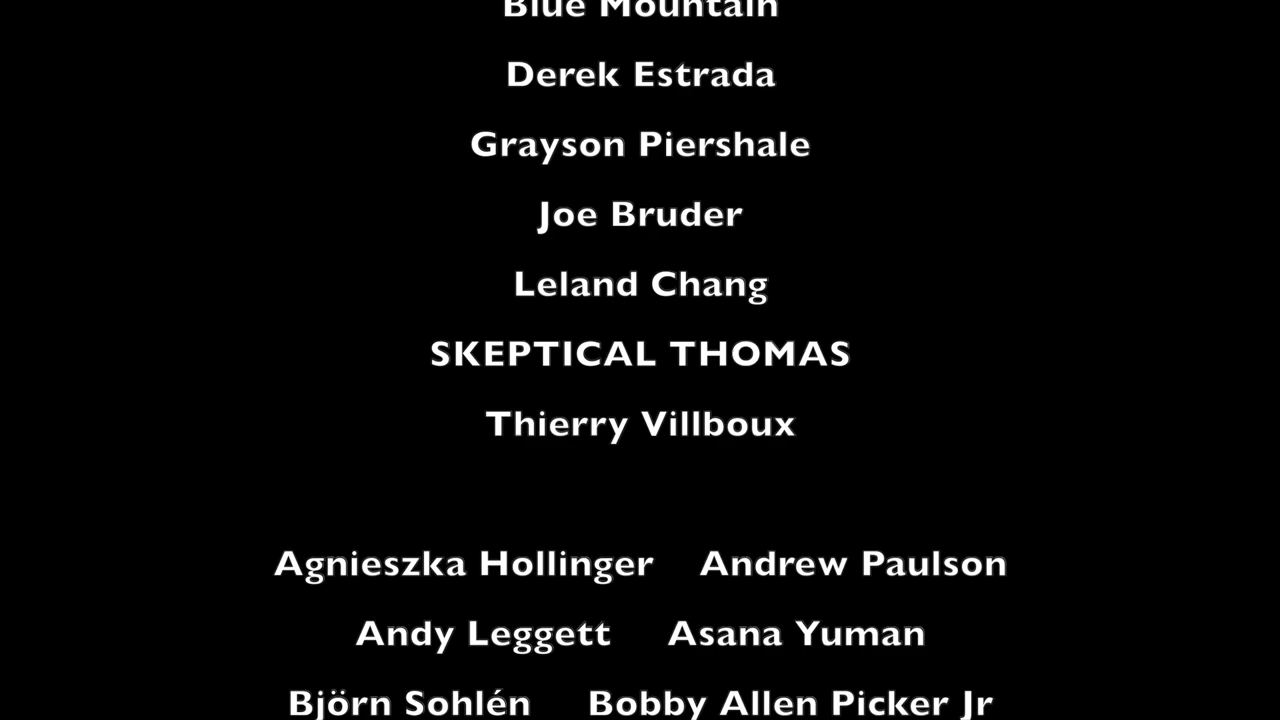 Blue Mountain
Derek Estrada
Grayson Piershale
Joe Bruder
Leland Chang
SKEPTICAL THOMAS
Thierry Villboux
Agnieszka Hollinger Andrew Paulson
Andy Leggett Asana Yuman
Björn Sohlén Bobby Allen Picker Jr